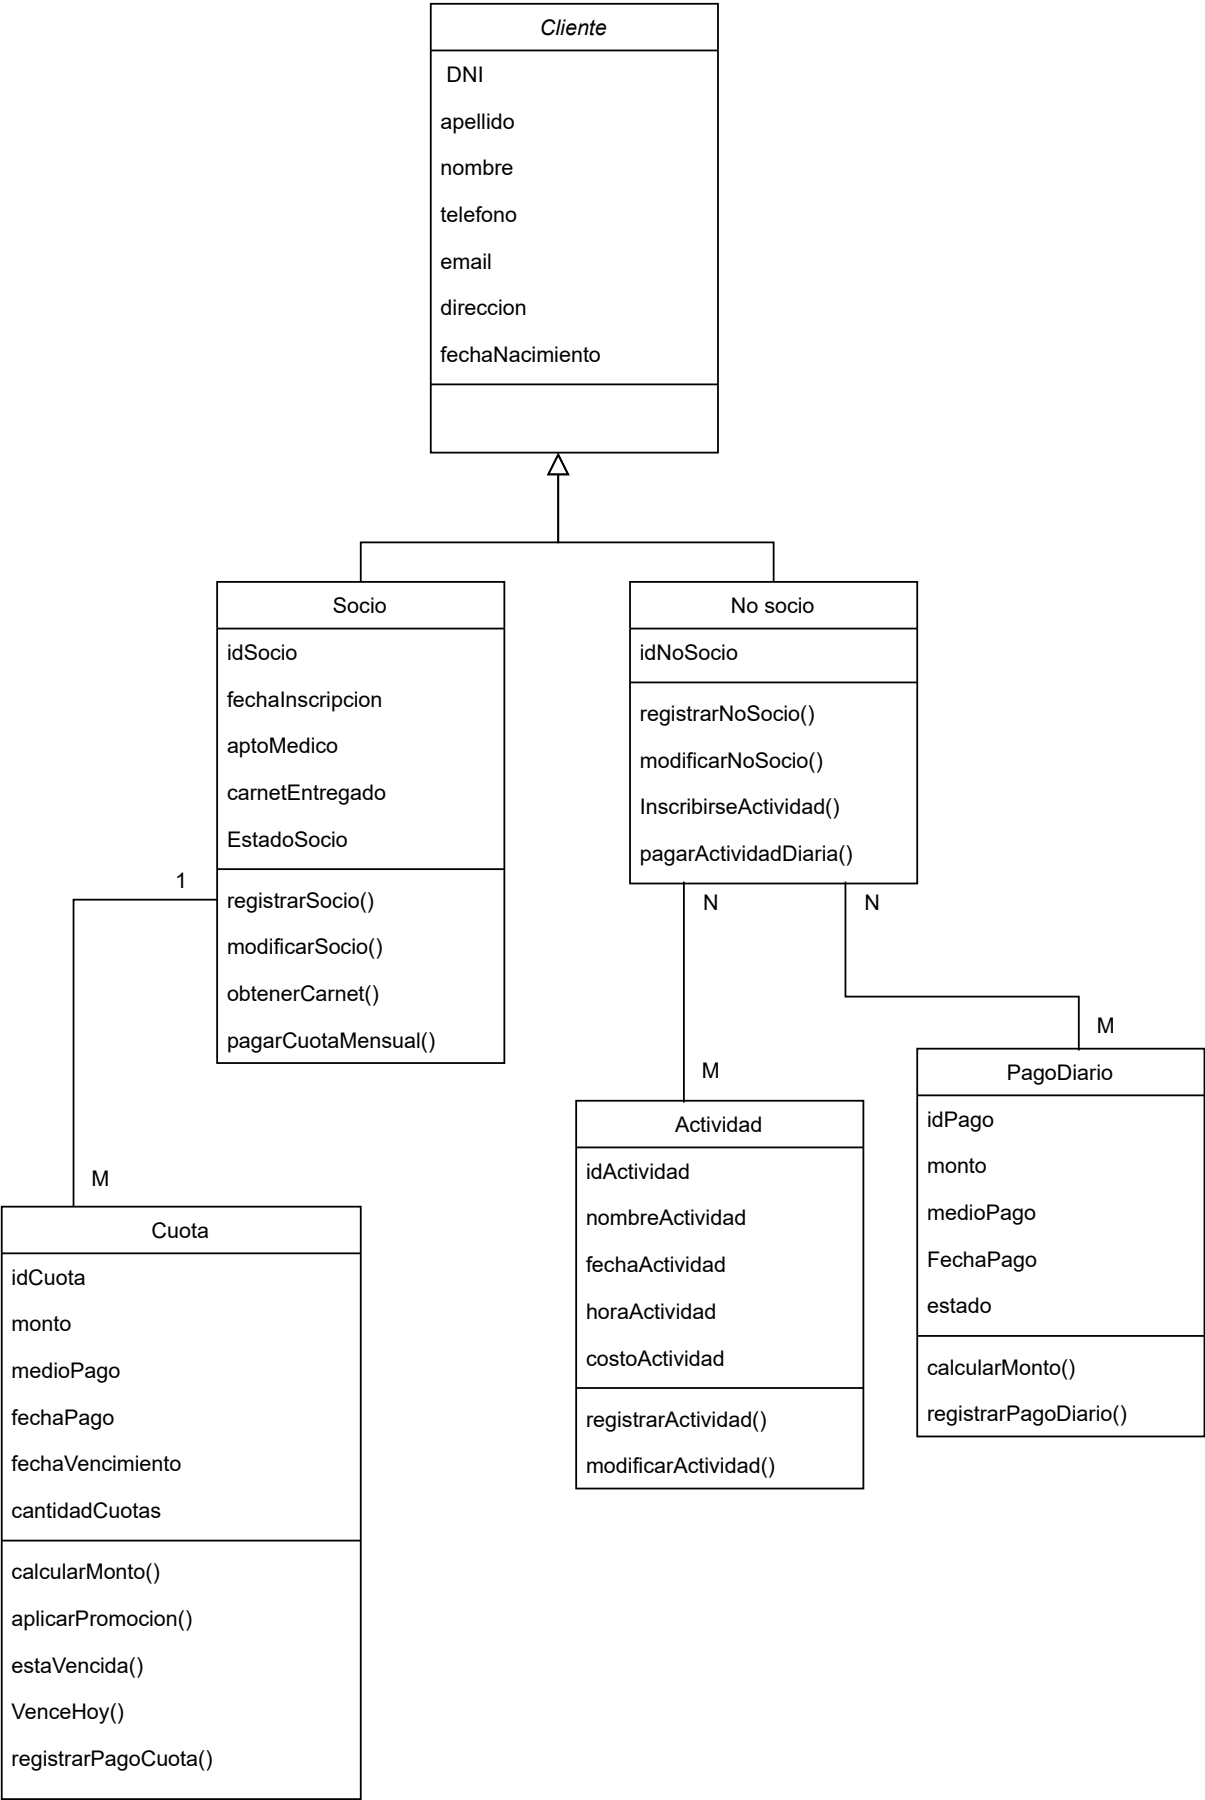 Cliente
DNI
apellido
nombre
telefono
email
direccion
fechaNacimiento
Socio
idSocio
fechaInscripcion
aptoMedico
carnetEntregado
EstadoSocio
registrarSocio()
modificarSocio()
obtenerCarnet()
pagarCuotaMensual()
No socio
idNoSocio
registrarNoSocio()
modificarNoSocio()
InscribirseActividad()
pagarActividadDiaria()
1
M
N
M
N
M
Cuota
idCuota
monto
medioPago
fechaPago
fechaVencimiento
cantidadCuotas
calcularMonto()
aplicarPromocion()
estaVencida()
VenceHoy()
registrarPagoCuota()
Actividad
idActividad
nombreActividad
fechaActividad
horaActividad
costoActividad
registrarActividad()
modificarActividad()
PagoDiario
idPago
monto
medioPago
FechaPago
estado
calcularMonto()
registrarPagoDiario()